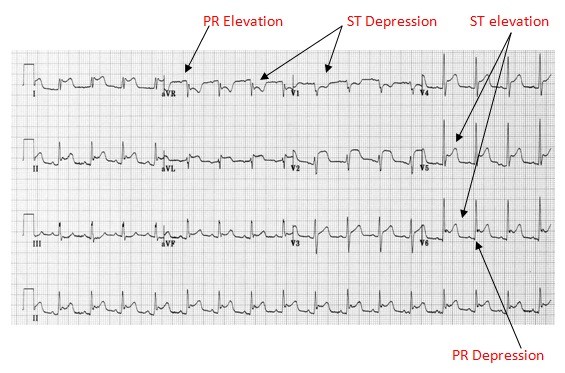 PR Elevation ST Depression ST elevation
I aVR V1 V4
II aVL V2 V5
III aVF V3 V6
II
PR Depression